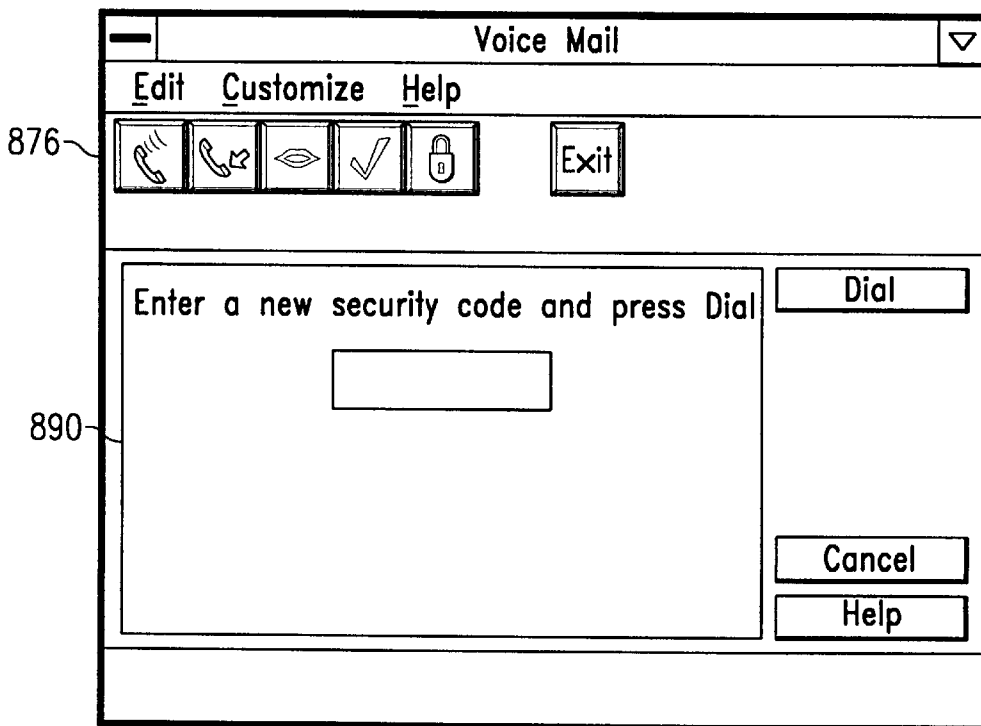 Voice Mail
Edit Customize Help
876
Exit
Enter a new security code and press Dial
Dial
890
Cancel
Help